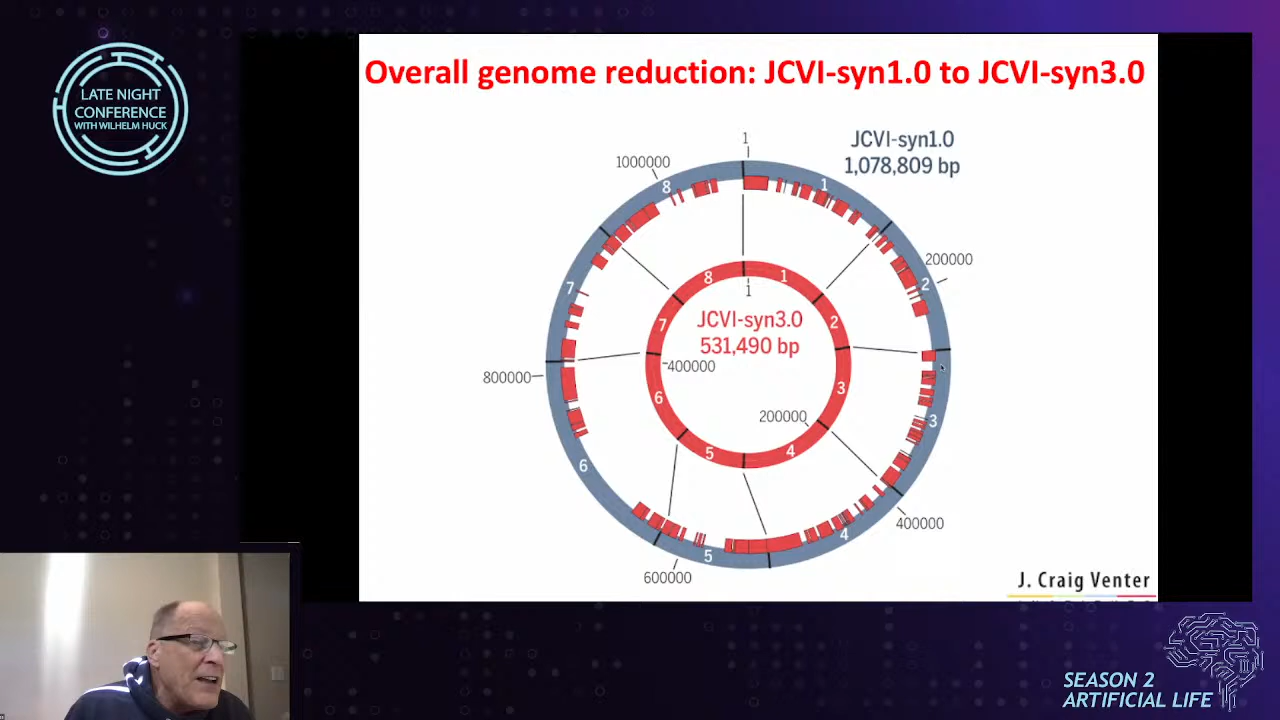 LATE NIGHT
CONFERENCE
WITH WILHELM HUCK
Overall genome reduction: JCVI-syn1.0 to JCVI-syn3.0
JCVI-syn1.0
1,078,809 bp
1
1000000
8
1
200000
2
7
8
1
1
JCVI-syn3.0
531,490 bp
7
2
400000
800000
6
3
200000
3
5
4
6
400000
4
5
600000
J. Craig Venter
SEASON 2
ARTIFICIAL LIFE